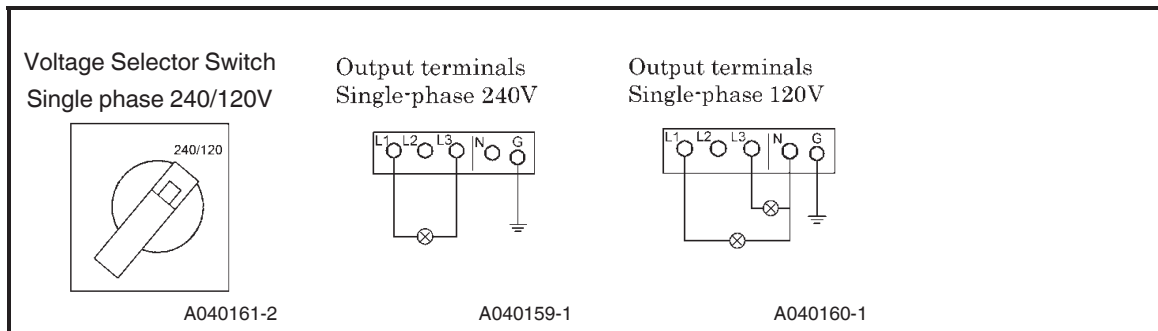 Voltage Selector Switch
Single phase 240/120V
240/120
A040161-2
Output terminals
Single-phase 240V
L1 L2 L3 N G
A040159-1
Output terminals
Single-phase 120V
L1 L2 L3 N G
A040160-1